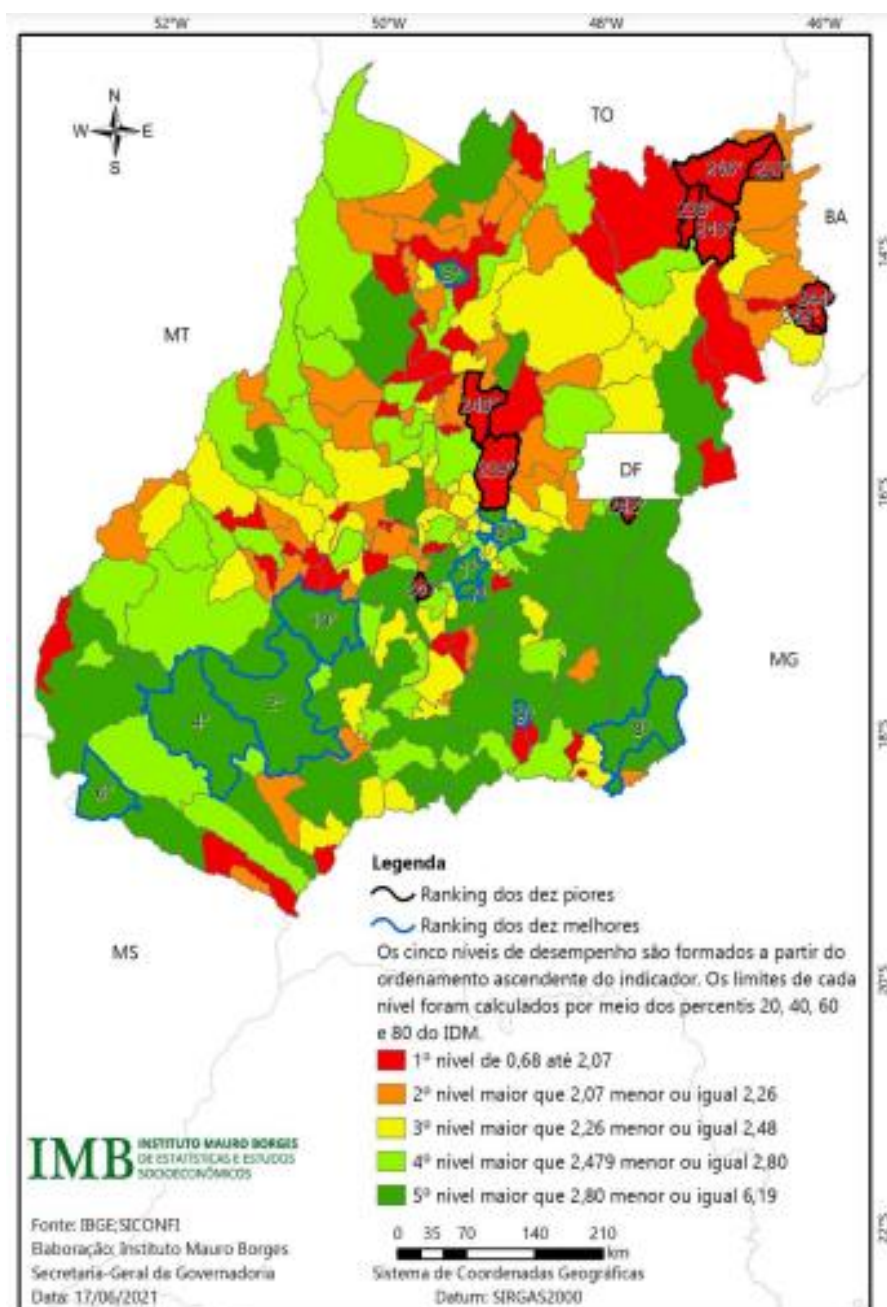 52°W 50°W 48°W 46°W
N
W E
S
TO
BA
14°S
MT
240°
DF
16°S
10°
MG
4°
18°S
Legenda
Ranking dos dez piores
Ranking dos dez melhores
MS
Os cinco níveis de desempenho são formados a partir do
ordenamento ascendente do indicador. Os limites de cada
nível foram calculados por meio dos percentis 20, 40, 60
e 80 do IDM.
20°S
1º nível de 0,68 até 2,07
2º nível maior que 2,07 menor ou igual 2,26
3º nível maior que 2,26 menor ou igual 2,48
4º nível maior que 2,479 menor ou igual 2,80
5º nível maior que 2,80 menor ou igual 6,19
IMB INSTITUTO MAURO BORGES
DE ESTATÍSTICAS E ESTUDOS
SOCIOECONÔMICOS
22°S
Fonte: IBGE;SICONFI
Elaboração: Instituto Mauro Borges
Secretaria-Geral da Governadoria
Data: 17/06/2021
0 35 70 140 210
km
Sistema de Coordenadas Geográficas
Datum: SIRGAS2000